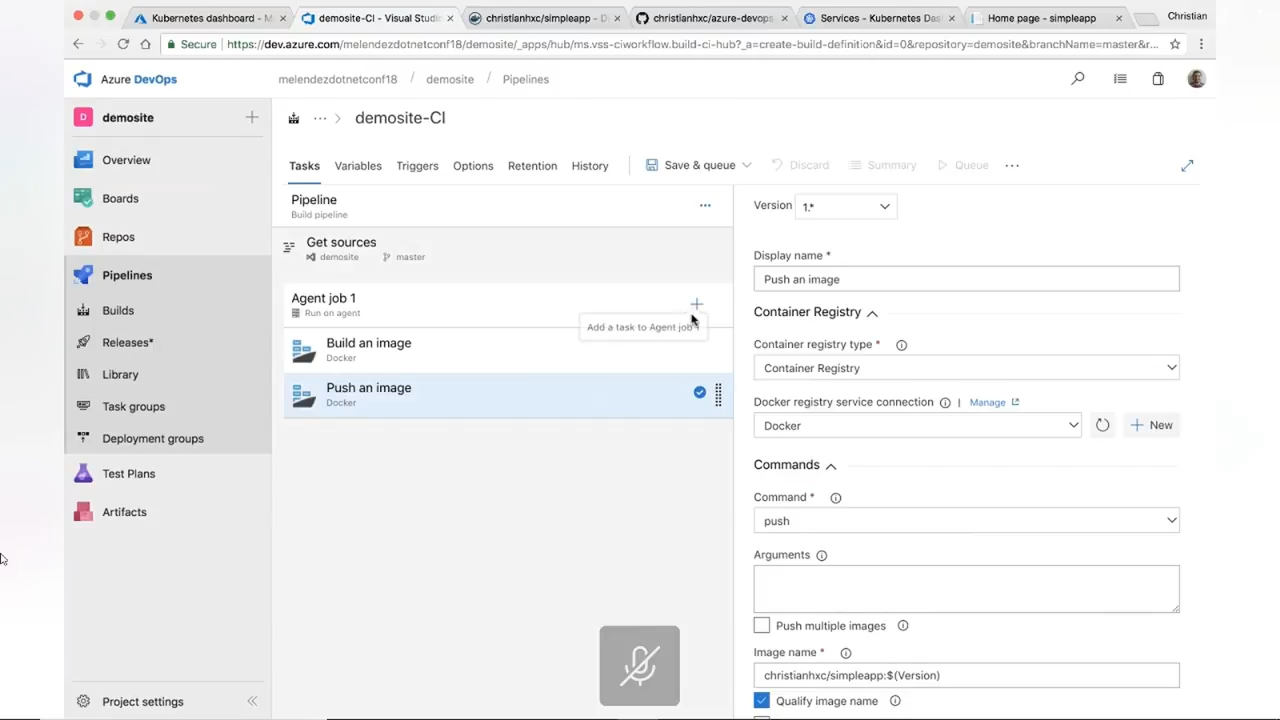 Kubernetes dashboard - M
demosite-CI - Visual Studi
christianhxc/simpleapp - D
christianhxc/azure-devops
Services - Kubernetes Das
Home page - simpleapp
Christian
Secure
https://dev.azure.com/melendezdotnetconf18/demosite/_apps/hub/ms.vss-ciworkflow.build-ci-hub?_a=create-build-definition&id=0&repository=demosite&branchName=master&r...
Azure DevOps
melendezdotnetconf18 / demosite / Pipelines
D demosite
demosite-CI
Overview
Boards
Repos
Pipelines
Builds
Releases*
Library
Task groups
Deployment groups
Test Plans
Artifacts
Project settings
Tasks Variables Triggers Options Retention History Save & queue Discard Summary Queue ...
Pipeline
Build pipeline
Get sources
demosite master
Agent job 1
Run on agent
Add a task to Agent job
Build an image
Docker
Push an image
Docker
Version 1.*
Display name *
Push an image
Container Registry
Container registry type *
Container Registry
Docker registry service connection | Manage
Docker
New
Commands
Command *
push
Arguments
Push multiple images
Image name *
christianhxc/simpleapp:$(Version)
Qualify image name